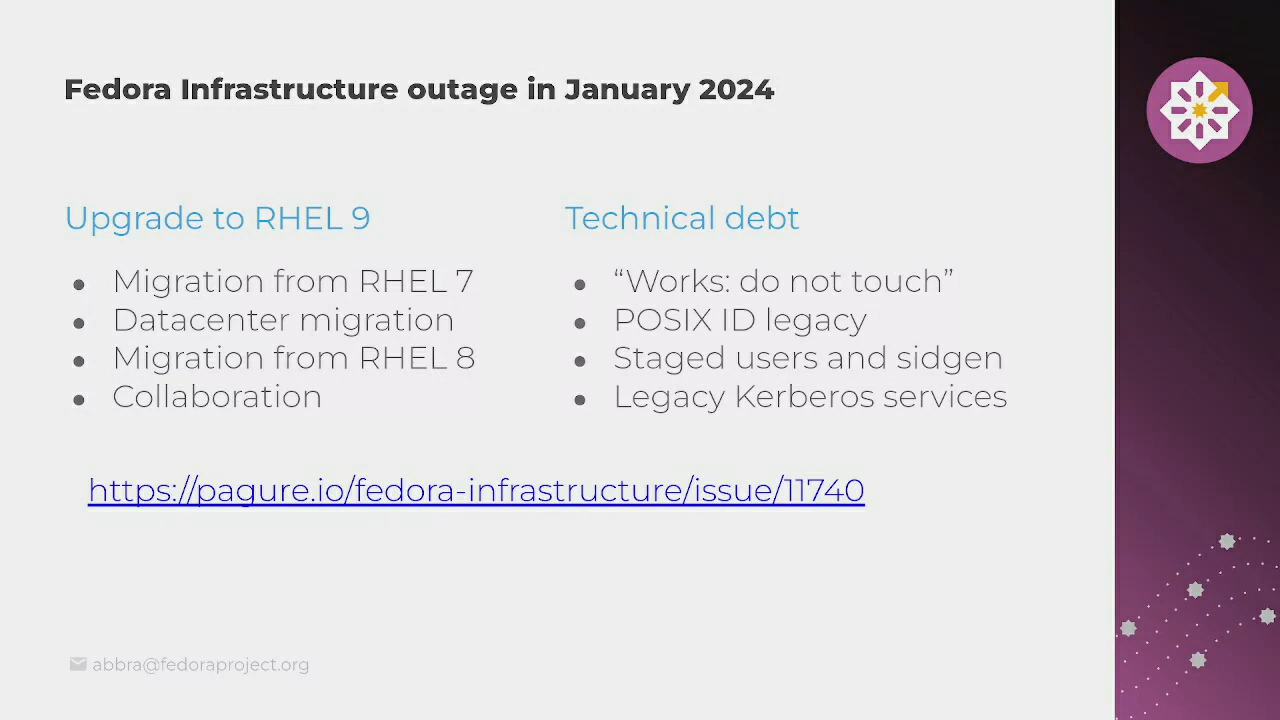 Fedora Infrastructure outage in January 2024
Upgrade to RHEL 9
● Migration from RHEL 7
● Datacenter migration
● Migration from RHEL 8
● Collaboration
Technical debt
● “Works: do not touch”
● POSIX ID legacy
● Staged users and sidgen
● Legacy Kerberos services
https://pagure.io/fedora-infrastructure/issue/11740
abbra@fedoraproject.org